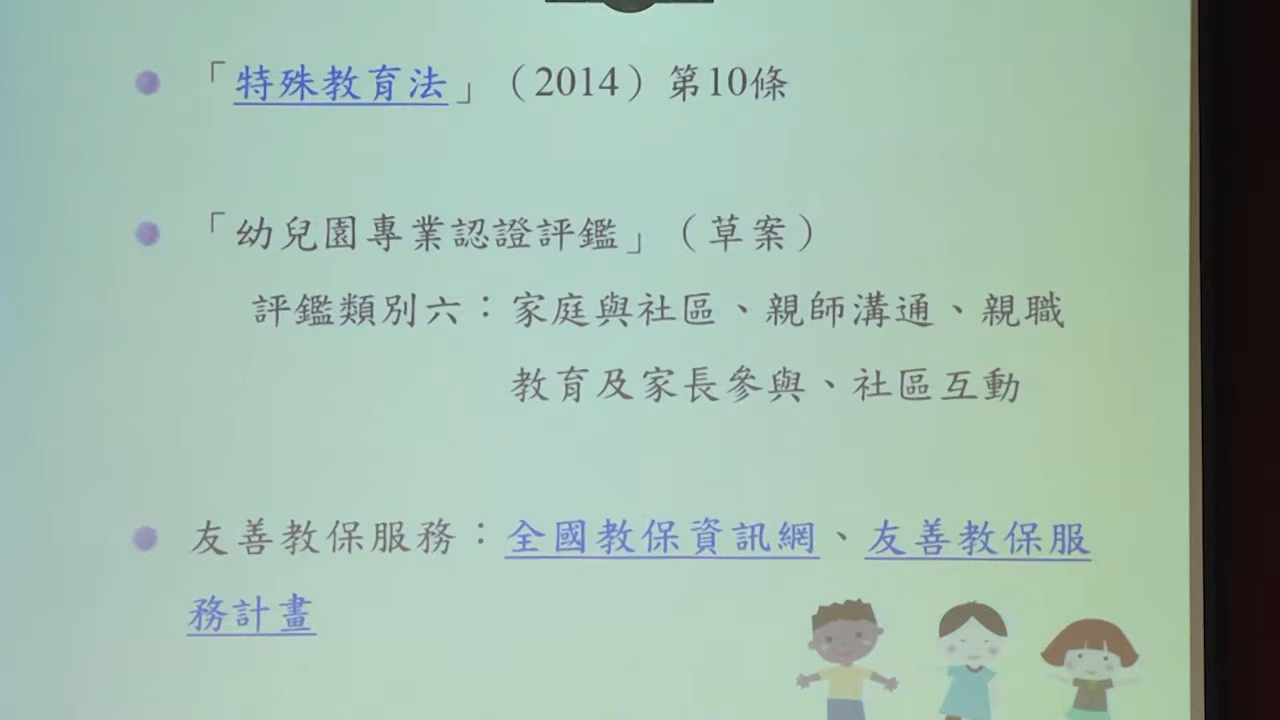 「特殊教育法」（2014）第10條
「幼兒園專業認證評鑑」（草案）
評鑑類別六：家庭與社區、親師溝通、親職
教育及家長參與、社區互動
友善教保服務：全國教保資訊網、友善教保服
務計畫